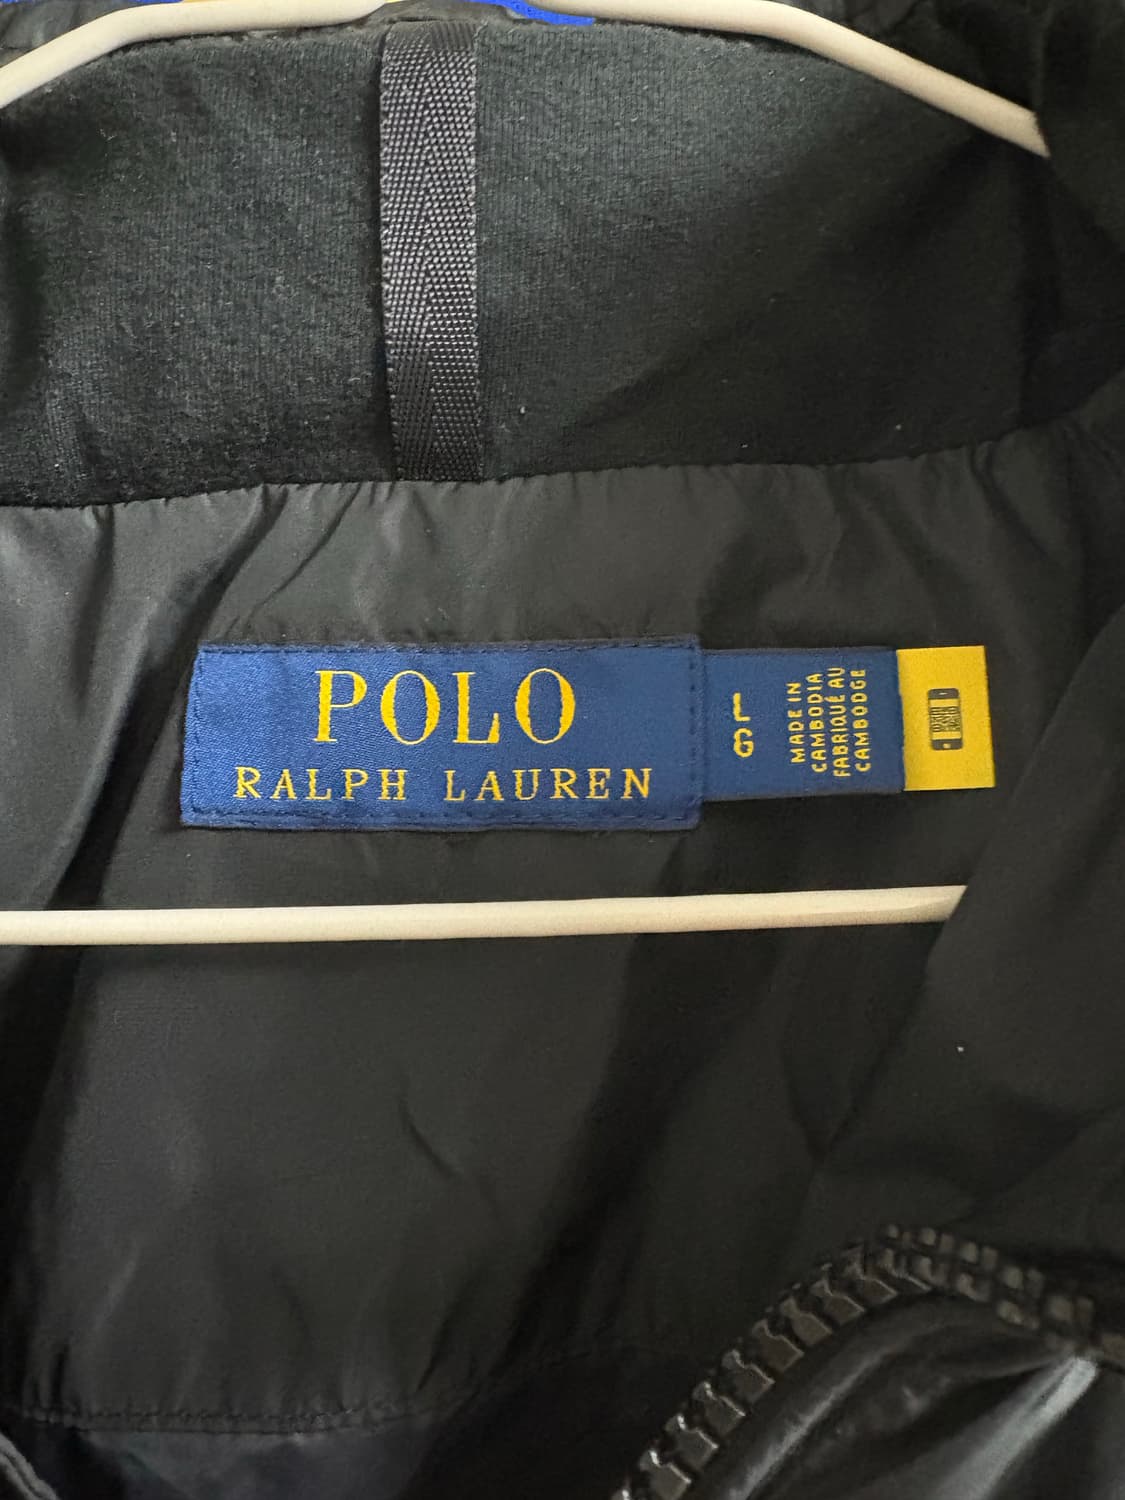 POLO
RALPH LAUREN
L
G
MADE IN
CAMBODIA
FABRIQUÉ AU
CAMBODGE